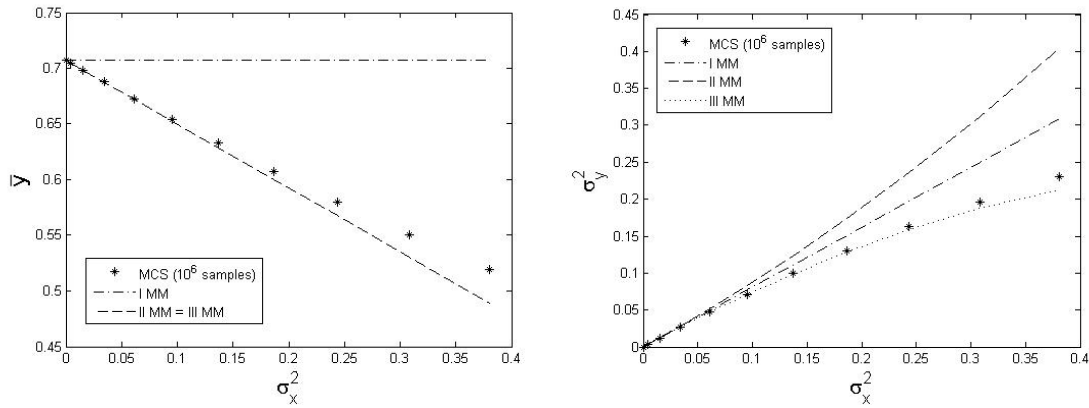 0.75
0.7
0.65
0.6
0.55
0.5
0.45
ȳ
MCS (10⁶ samples)
I MM
II MM = III MM
0 0.05 0.1 0.15 0.2 0.25 0.3 0.35 0.4
σₓ²
0.45
0.4
0.35
0.3
0.25
0.2
0.15
0.1
0.05
0
σᵧ²
MCS (10⁶ samples)
I MM
II MM
III MM
0 0.05 0.1 0.15 0.2 0.25 0.3 0.35 0.4
σₓ²